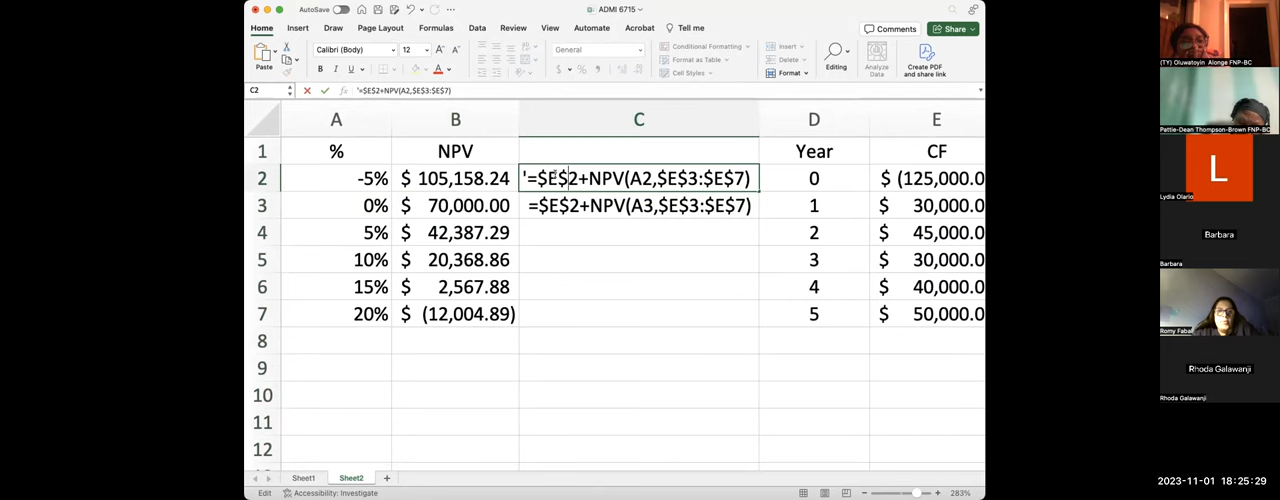 AutoSave
ADMI 6715
Home Insert Draw Page Layout Formulas Data Review View Automate Acrobat Tell me
Comments
Share
Paste
Calibri (Body) 12 A^ A˅
B I U A
General
$ % 9
Conditional Formatting
Format as Table
Cell Styles
Insert
Delete
Format
Editing
Analyze Data
Create PDF and share link
C2 fx '=$E$2+NPV(A2,$E$3:$E$7)
A B C D E
1 % NPV Year CF
2 -5% $ 105,158.24 '=$E$2+NPV(A2,$E$3:$E$7) 0 $ (125,000.0
3 0% $ 70,000.00 =$E$2+NPV(A3,$E$3:$E$7) 1 $ 30,000.0
4 5% $ 42,387.29 2 $ 45,000.0
5 10% $ 20,368.86 3 $ 30,000.0
6 15% $ 2,567.88 4 $ 40,000.0
7 20% $ (12,004.89) 5 $ 50,000.0
8
9
10
11
12
Sheet1 Sheet2 +
Edit Accessibility: Investigate 283%
(TY) Oluwatoyin Alonge FNP-BC
Pattie-Dean Thompson-Brown FNP-BC
L
Lydia Olario
Barbara
Barbara
Romy Fabal
Rhoda Galawanji
Rhoda Galawanji
2023-11-01 18:25:29